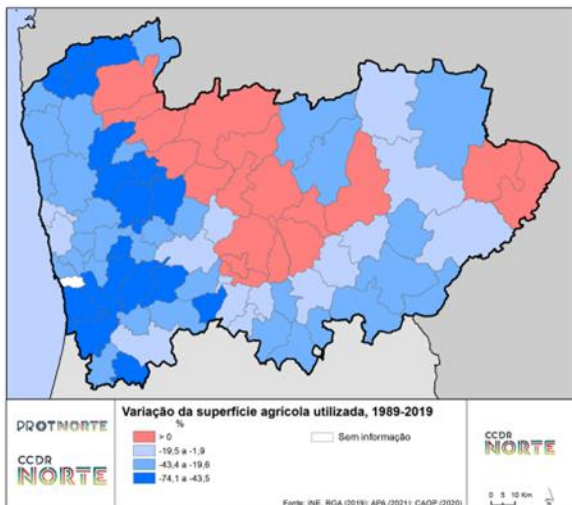 PROTNORTE
CCDR
NORTE
Variação da superfície agrícola utilizada, 1989-2019
%
> 0
-19,5 a -1,9
-43,4 a -19,6
-74,1 a -43,5
Sem informação
CCDR
NORTE
0 5 10 Km
Fonte: INE, RGA (2019); APA (2021); CAOP (2020)